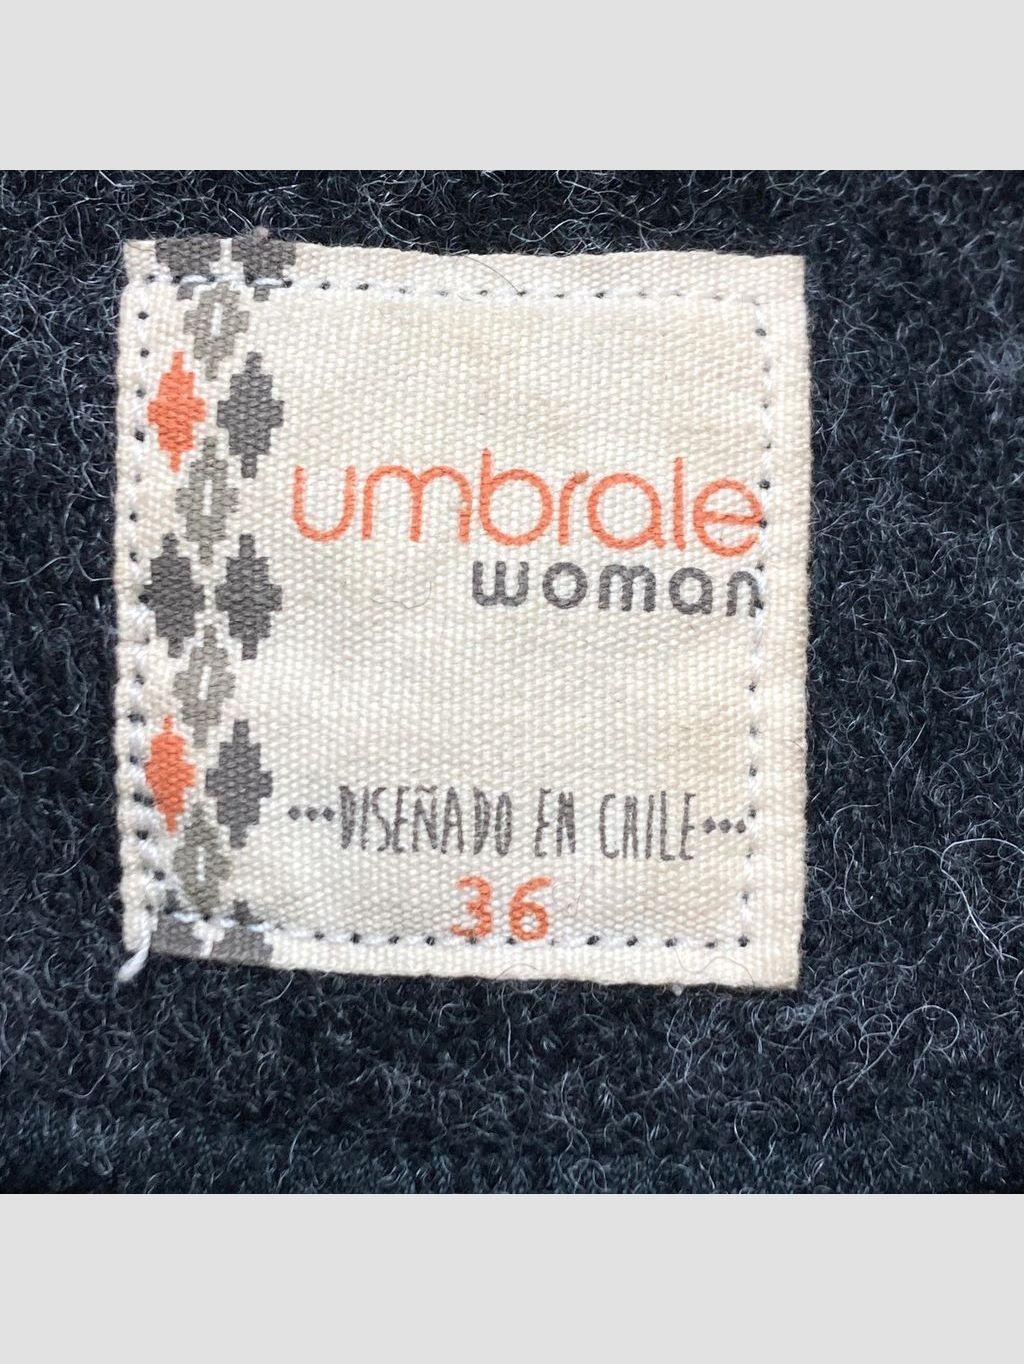 umbrale
woman
•••DISEÑADO EN CHILE•••
36